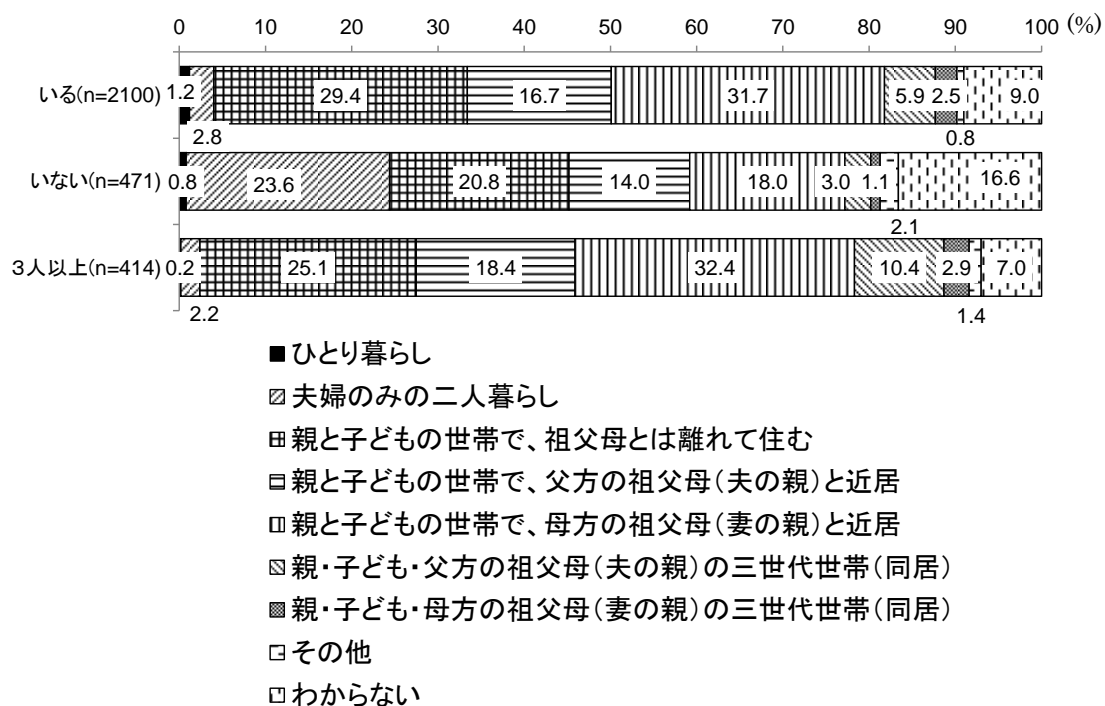 0 10 20 30 40 50 60 70 80 90 100 (%)
いる(n=2100) 1.2 29.4 16.7 31.7 5.9 2.5 9.0
2.8 0.8
いない(n=471) 0.8 23.6 20.8 14.0 18.0 3.0 1.1 16.6
2.1
3人以上(n=414) 0.2 25.1 18.4 32.4 10.4 2.9 7.0
2.2 1.4
ひとり暮らし
夫婦のみの二人暮らし
親と子どもの世帯で、祖父母とは離れて住む
親と子どもの世帯で、父方の祖父母(夫の親)と近居
親と子どもの世帯で、母方の祖父母(妻の親)と近居
親・子ども・父方の祖父母(夫の親)の三世代世帯(同居)
親・子ども・母方の祖父母(妻の親)の三世代世帯(同居)
その他
わからない